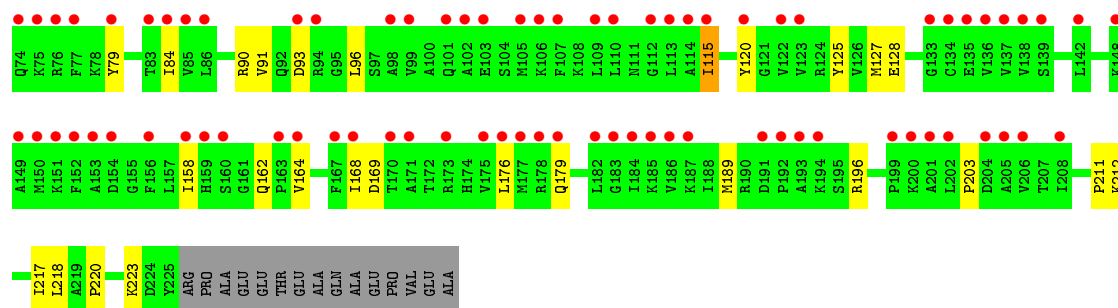 Q74 K75 R76 F77 K78 Y79 T83 I84 V85 L86 R90 V91 Q92 D93 R94 G95 L96 S97 A98 V99 A100 Q101 A102 E103 S104 M105 K106 F107 K108 L109 L110 N111 G112 L113 A114 I115 Y120 G121 V122 V123 R124 Y125 V126 M127 E128 G133 C134 E135 V136 V137 V138 S139 L142 K148
A149 M150 K151 F152 A153 D154 G155 F156 L157 I158 H159 S160 G161 Q162 P163 V164 F167 I168 D169 T170 A171 T172 R173 H174 V175 L176 M177 R178 Q179 L182 G183 I184 K185 V186 K187 I188 M189 R190 D191 P192 A193 K194 S195 R196 P199 K200 A201 L202 P203 D204 A205 V206 T207 I208 P211 K212
I217 L218 A219 P220 K223 D224 Y225 ARG PRO ALA GLU GLU THR GLU ALA GLN ALA GLU PRO VAL GLU ALA